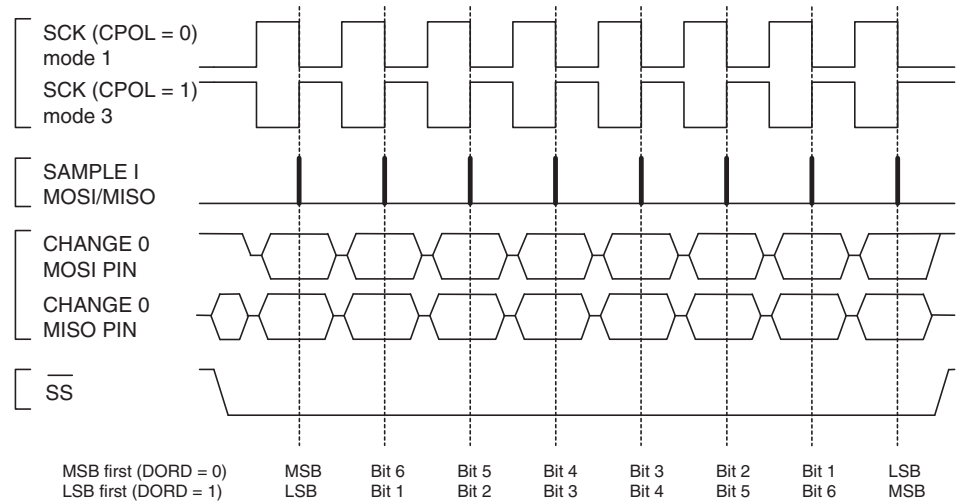 SCK (CPOL = 0)
mode 1
SCK (CPOL = 1)
mode 3
SAMPLE I
MOSI/MISO
CHANGE 0
MOSI PIN
CHANGE 0
MISO PIN
SS
MSB first (DORD = 0) MSB Bit 6 Bit 5 Bit 4 Bit 3 Bit 2 Bit 1 LSB
LSB first (DORD = 1) LSB Bit 1 Bit 2 Bit 3 Bit 4 Bit 5 Bit 6 MSB